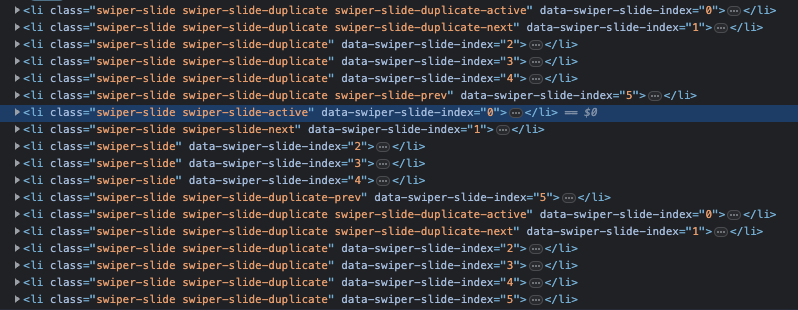 ▶<li class="swiper-slide swiper-slide-duplicate swiper-slide-duplicate-active" data-swiper-slide-index="0">…</li>
▶<li class="swiper-slide swiper-slide-duplicate swiper-slide-duplicate-next" data-swiper-slide-index="1">…</li>
▶<li class="swiper-slide swiper-slide-duplicate" data-swiper-slide-index="2">…</li>
▶<li class="swiper-slide swiper-slide-duplicate" data-swiper-slide-index="3">…</li>
▶<li class="swiper-slide swiper-slide-duplicate" data-swiper-slide-index="4">…</li>
▶<li class="swiper-slide swiper-slide-duplicate swiper-slide-prev" data-swiper-slide-index="5">…</li>
▶<li class="swiper-slide swiper-slide-active" data-swiper-slide-index="0">…</li> == $0
▶<li class="swiper-slide swiper-slide-next" data-swiper-slide-index="1">…</li>
▶<li class="swiper-slide" data-swiper-slide-index="2">…</li>
▶<li class="swiper-slide" data-swiper-slide-index="3">…</li>
▶<li class="swiper-slide" data-swiper-slide-index="4">…</li>
▶<li class="swiper-slide swiper-slide-duplicate-prev" data-swiper-slide-index="5">…</li>
▶<li class="swiper-slide swiper-slide-duplicate swiper-slide-duplicate-active" data-swiper-slide-index="0">…</li>
▶<li class="swiper-slide swiper-slide-duplicate swiper-slide-duplicate-next" data-swiper-slide-index="1">…</li>
▶<li class="swiper-slide swiper-slide-duplicate" data-swiper-slide-index="2">…</li>
▶<li class="swiper-slide swiper-slide-duplicate" data-swiper-slide-index="3">…</li>
▶<li class="swiper-slide swiper-slide-duplicate" data-swiper-slide-index="4">…</li>
▶<li class="swiper-slide swiper-slide-duplicate" data-swiper-slide-index="5">…</li>